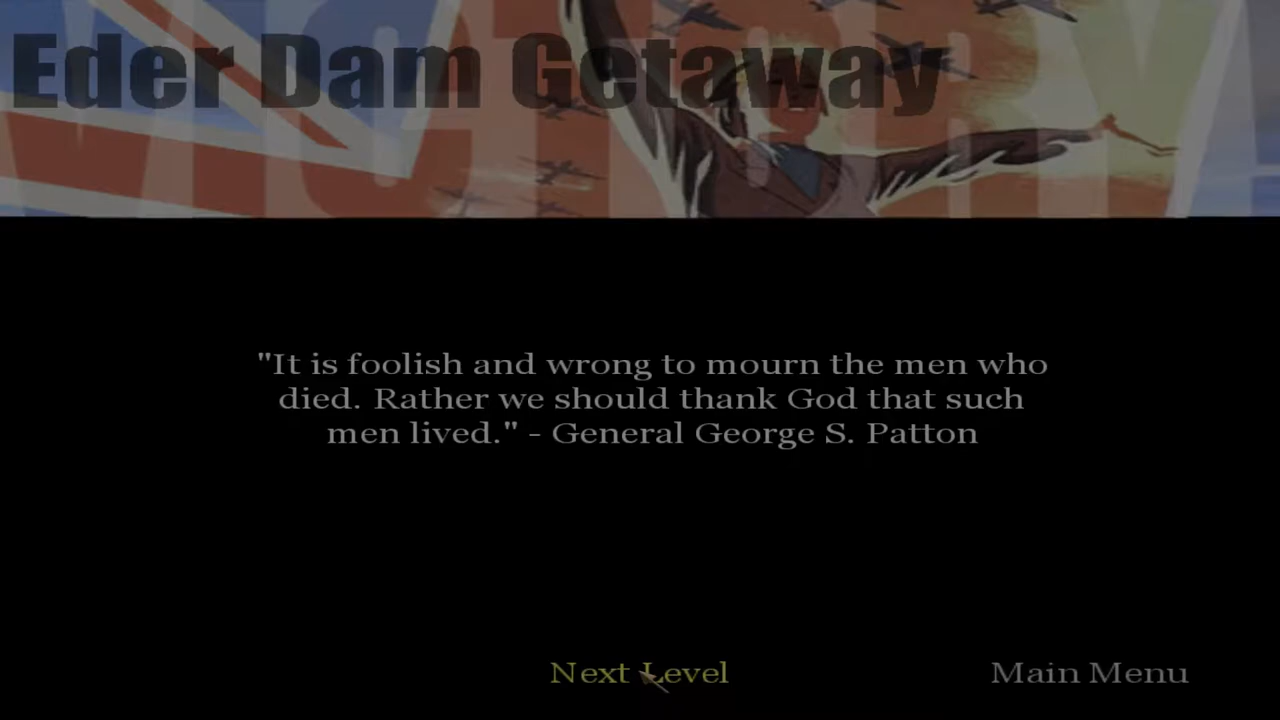 Eder Dam Getaway
VICTORY
"It is foolish and wrong to mourn the men who
died. Rather we should thank God that such
men lived." - General George S. Patton
Next Level
Main Menu